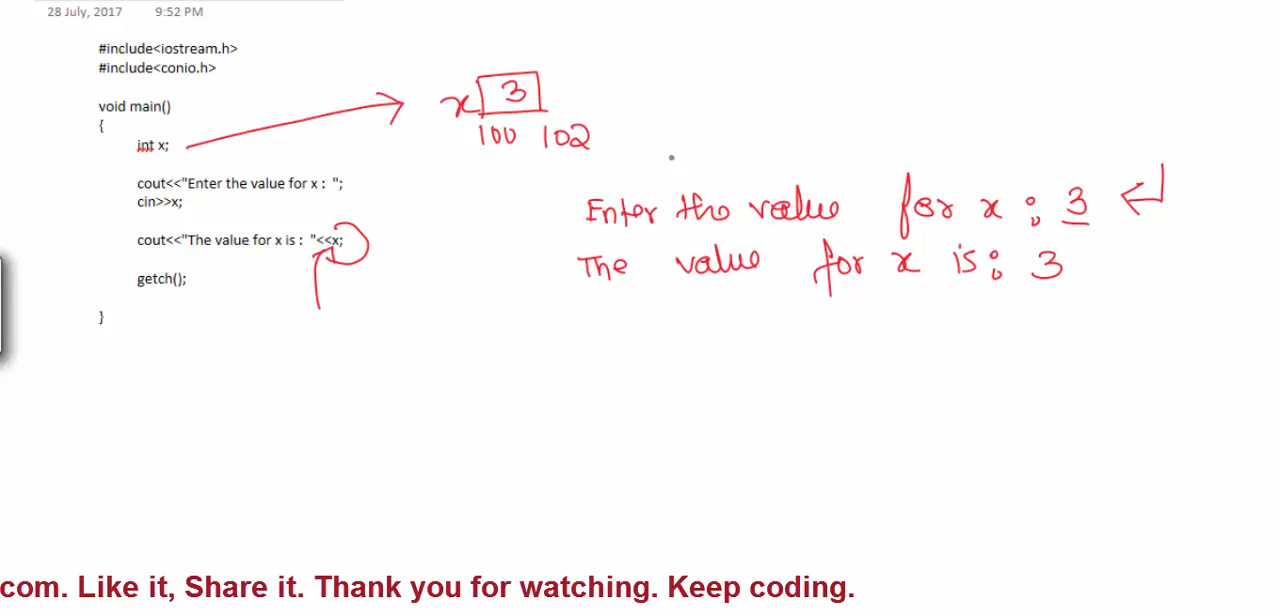 28 July, 2017 9:52 PM
#include<iostream.h>
#include<conio.h>
void main()
{
int x;
cout<<"Enter the value for x : ";
cin>>x;
cout<<"The value for x is : "<<x;
getch();
}
x 3
100 102
Enter the value for x : 3
The value for x is : 3
com. Like it, Share it. Thank you for watching. Keep coding.